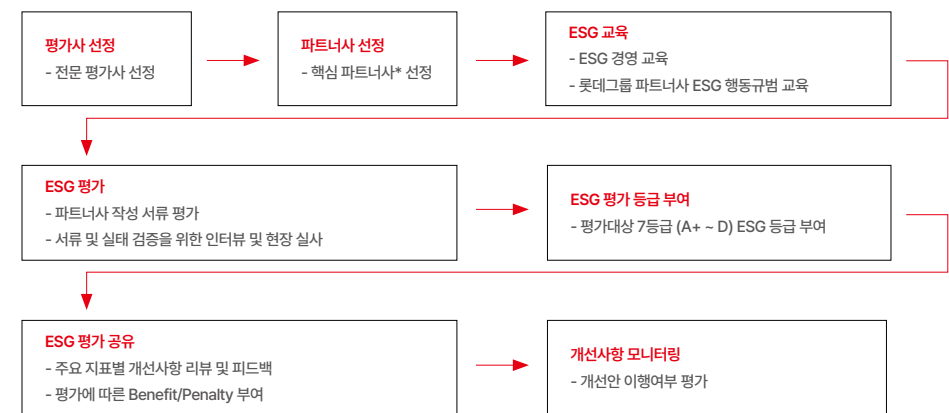 평가사 선정
- 전문 평가사 선정
파트너사 선정
- 핵심 파트너사* 선정
ESG 교육
- ESG 경영 교육
- 롯데그룹 파트너사 ESG 행동규범 교육
ESG 평가
- 파트너사 작성 서류 평가
- 서류 및 실태 검증을 위한 인터뷰 및 현장 실사
ESG 평가 등급 부여
- 평가대상 7등급 (A+ ~ D) ESG 등급 부여
ESG 평가 공유
- 주요 지표별 개선사항 리뷰 및 피드백
- 평가에 따른 Benefit/Penalty 부여
개선사항 모니터링
- 개선안 이행여부 평가